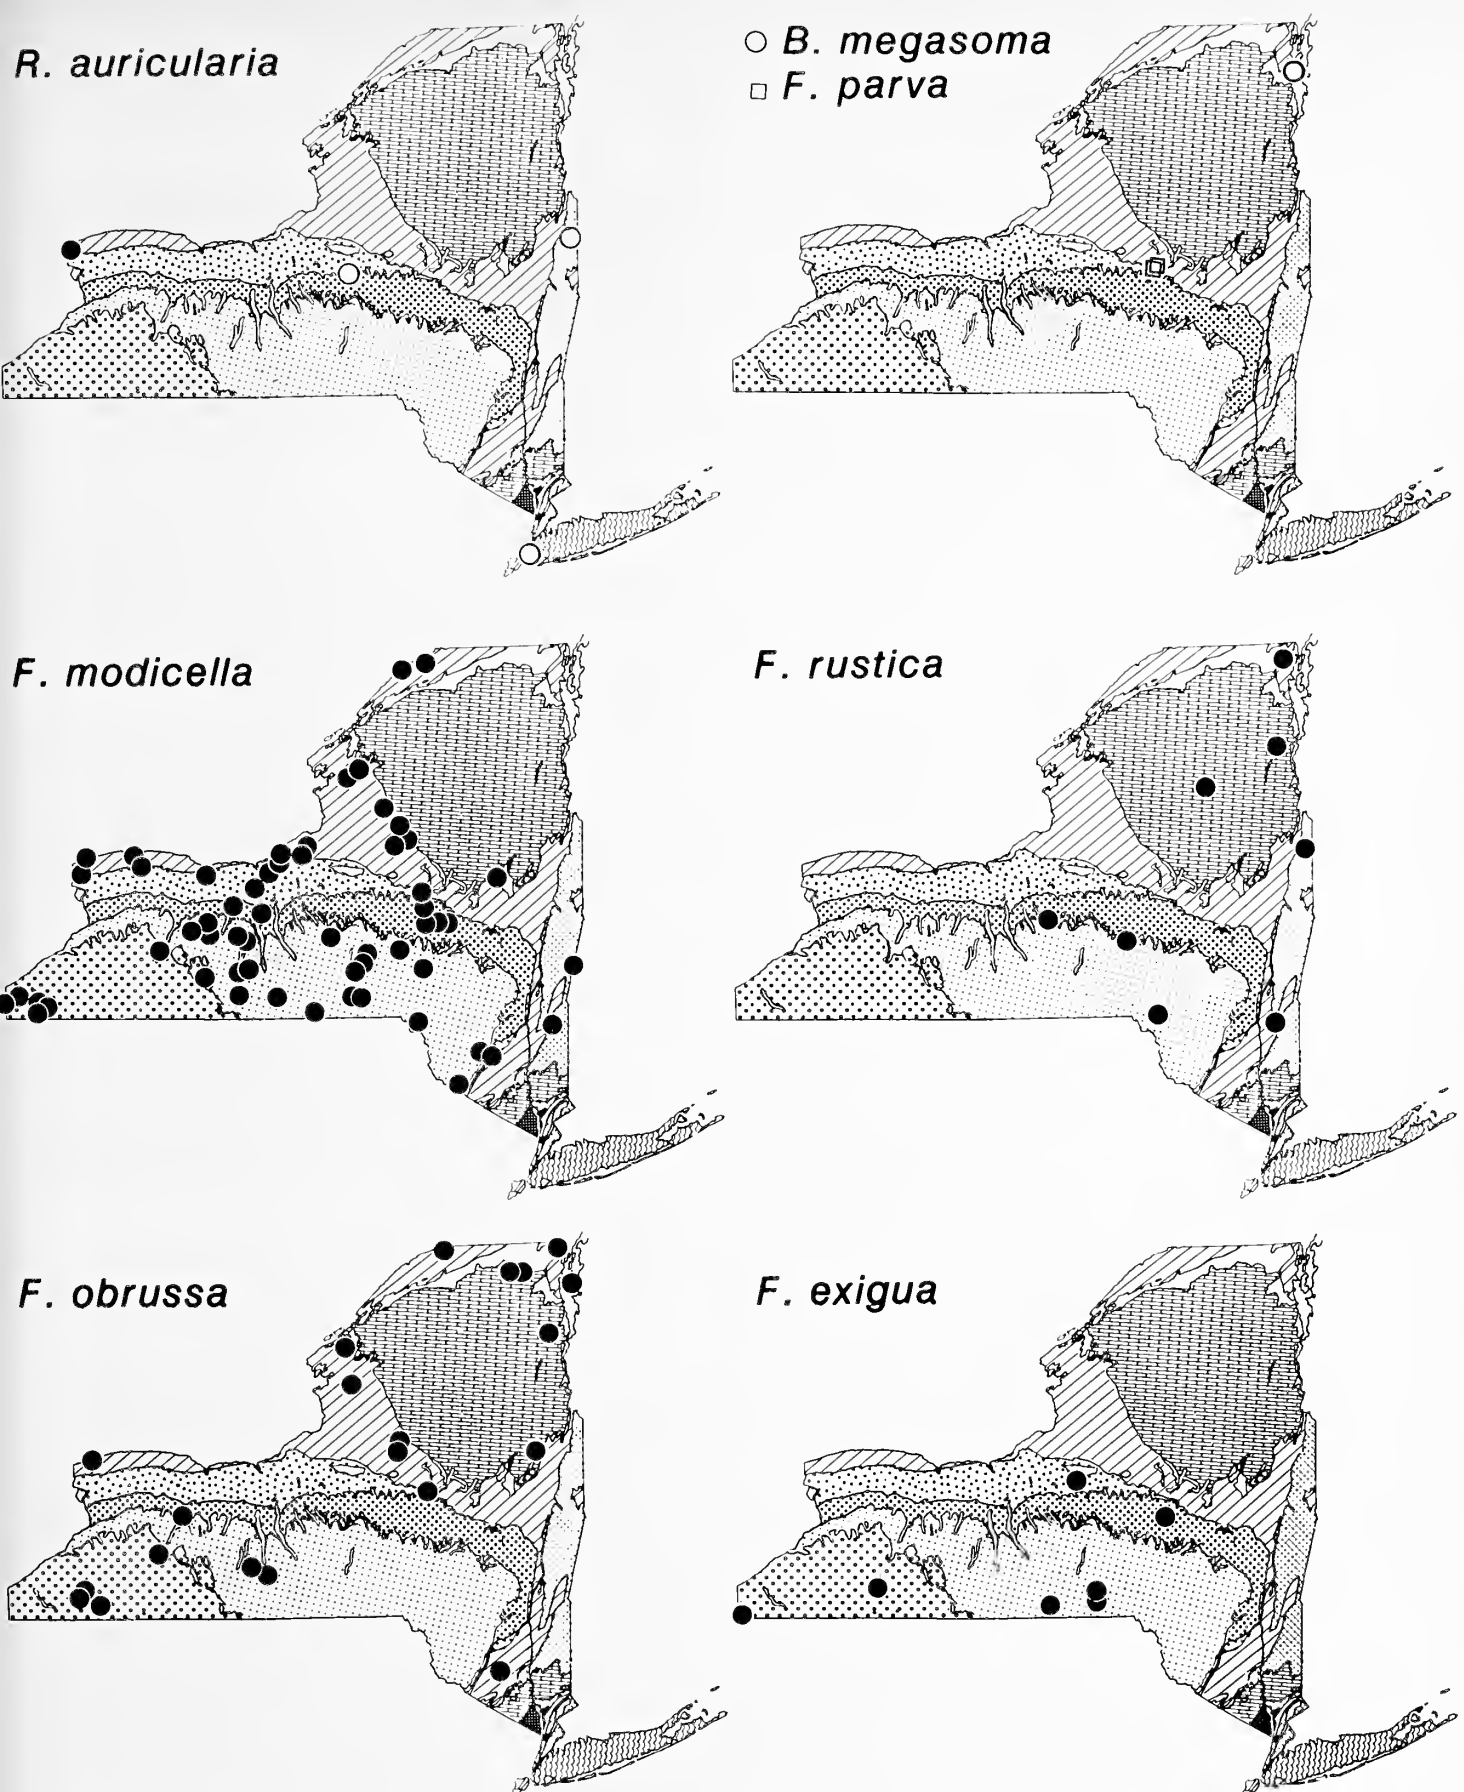 R. auricularia
○ B. megasoma
□ F. parva
F. modicella
F. rustica
F. obrussa
F. exigua